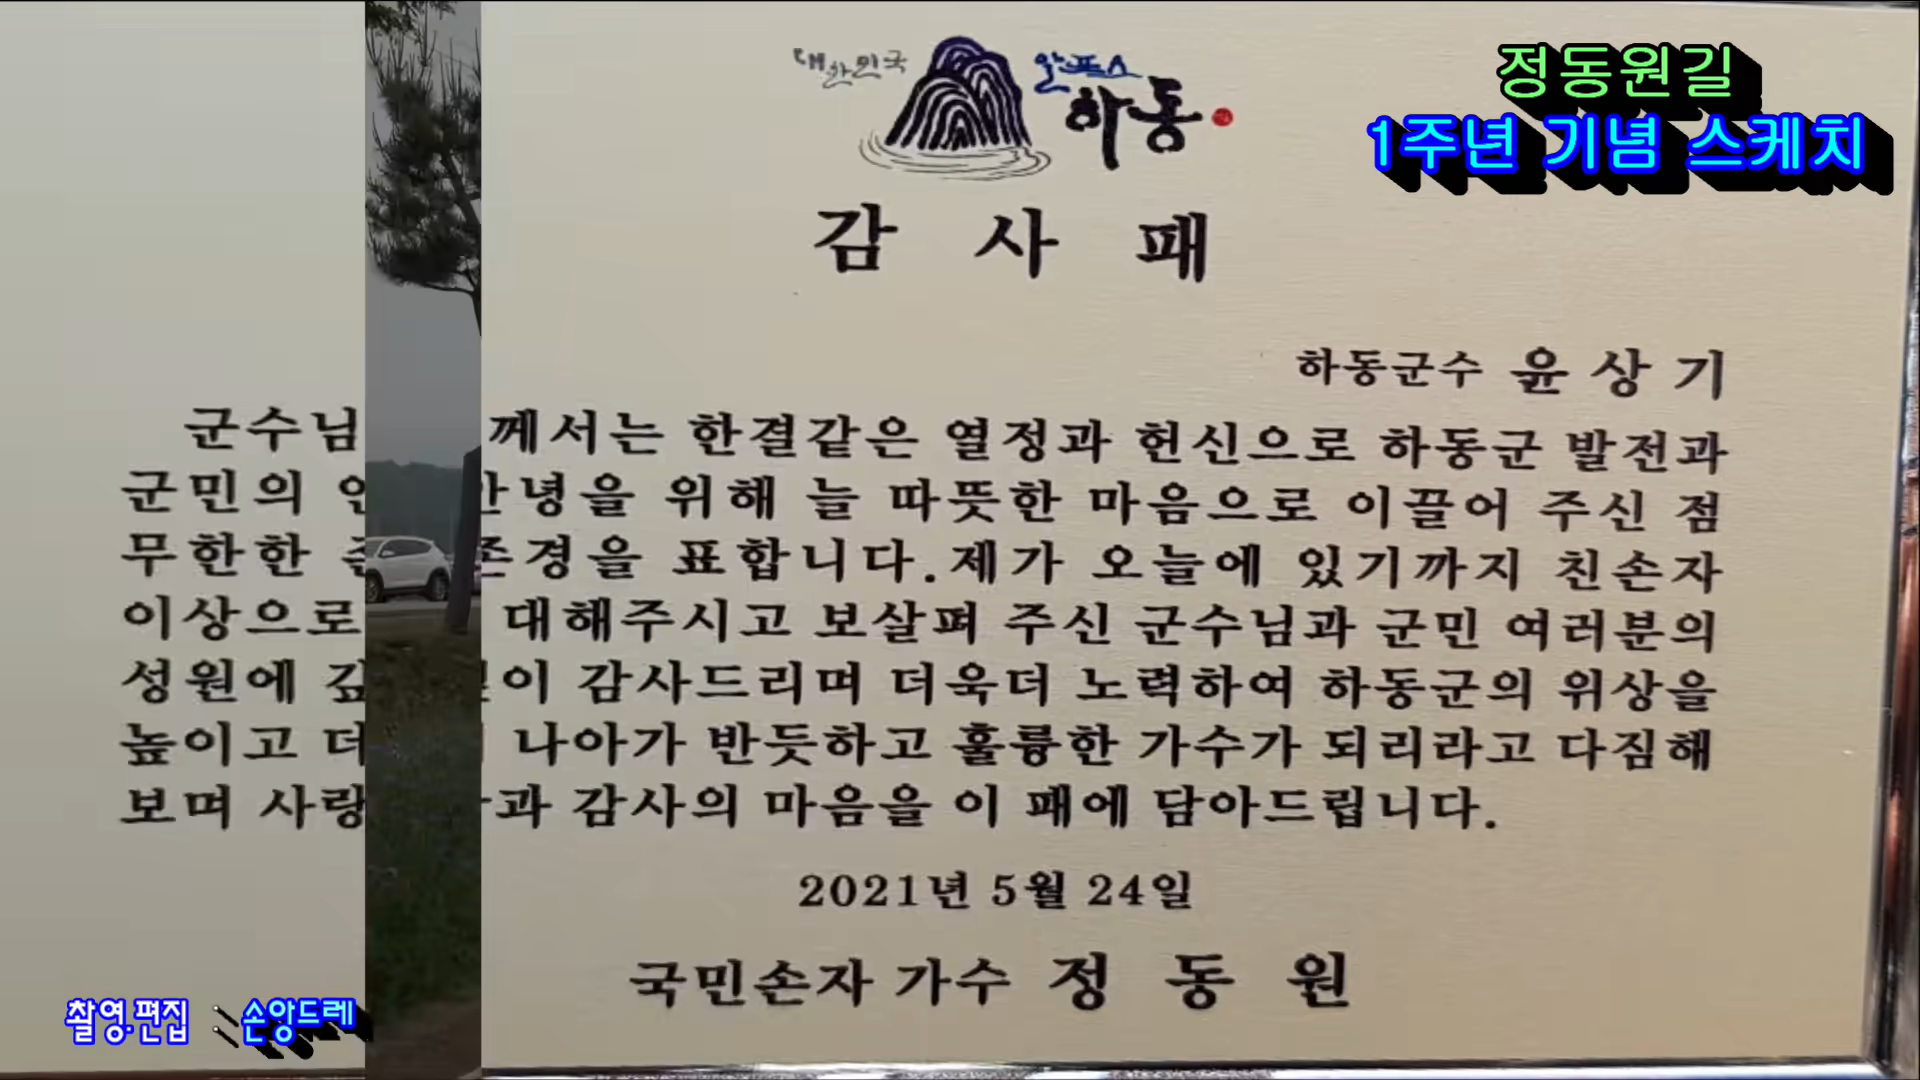 대한민국 알프스 하동
정동원길
1주년 기념 스케치
감 사 패
하동군수 윤 상 기
군수님께서는 한결같은 열정과 헌신으로 하동군 발전과
군민의 안녕을 위해 늘 따뜻한 마음으로 이끌어 주신 점
무한한 존경을 표합니다. 제가 오늘에 있기까지 친손자
이상으로 대해주시고 보살펴 주신 군수님과 군민 여러분의
성원에 깊이 감사드리며 더욱더 노력하여 하동군의 위상을
높이고 더 나아가 반듯하고 훌륭한 가수가 되리라고 다짐해
보며 사랑과 감사의 마음을 이 패에 담아드립니다.
2021년 5월 24일
국민손자 가수 정 동 원
촬영.편집 : 손앙드레